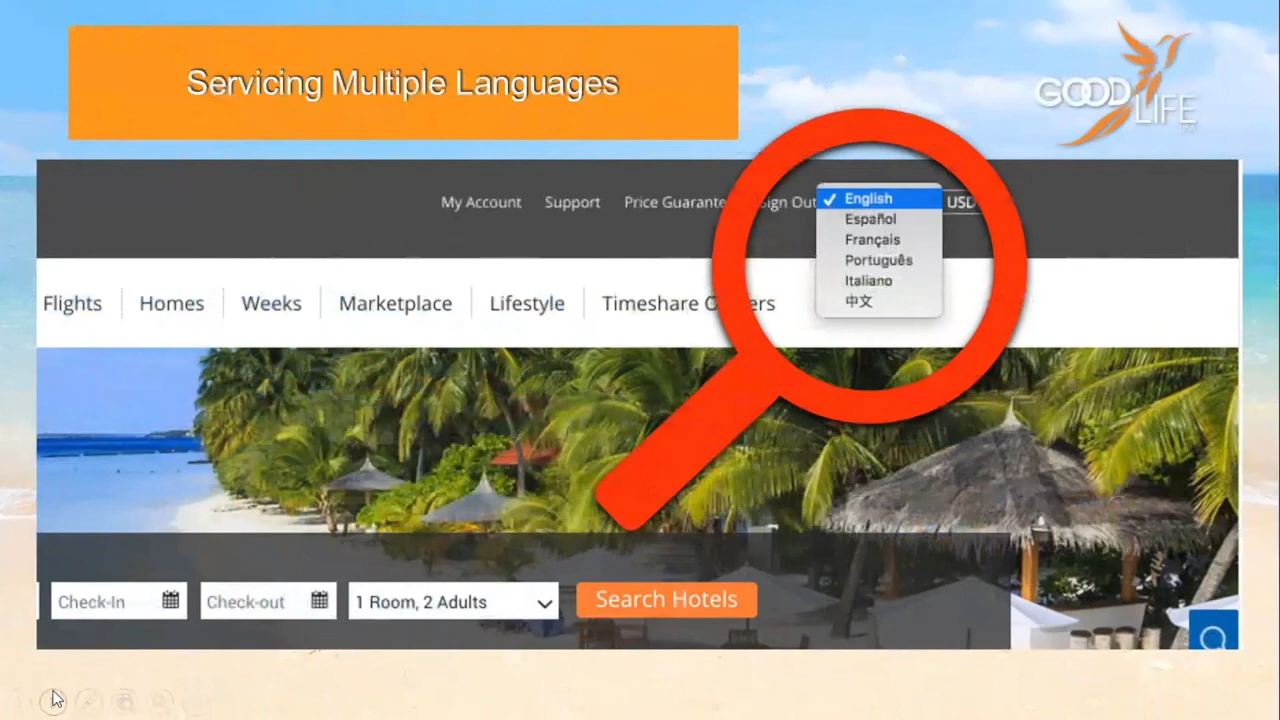 Servicing Multiple Languages
GOOD LIFE
My Account Support Price Guarante Sign Out
English
Español
Français
Português
Italiano
中文
USD
Flights Homes Weeks Marketplace Lifestyle Timeshare O ers
Check-In Check-out 1 Room, 2 Adults Search Hotels